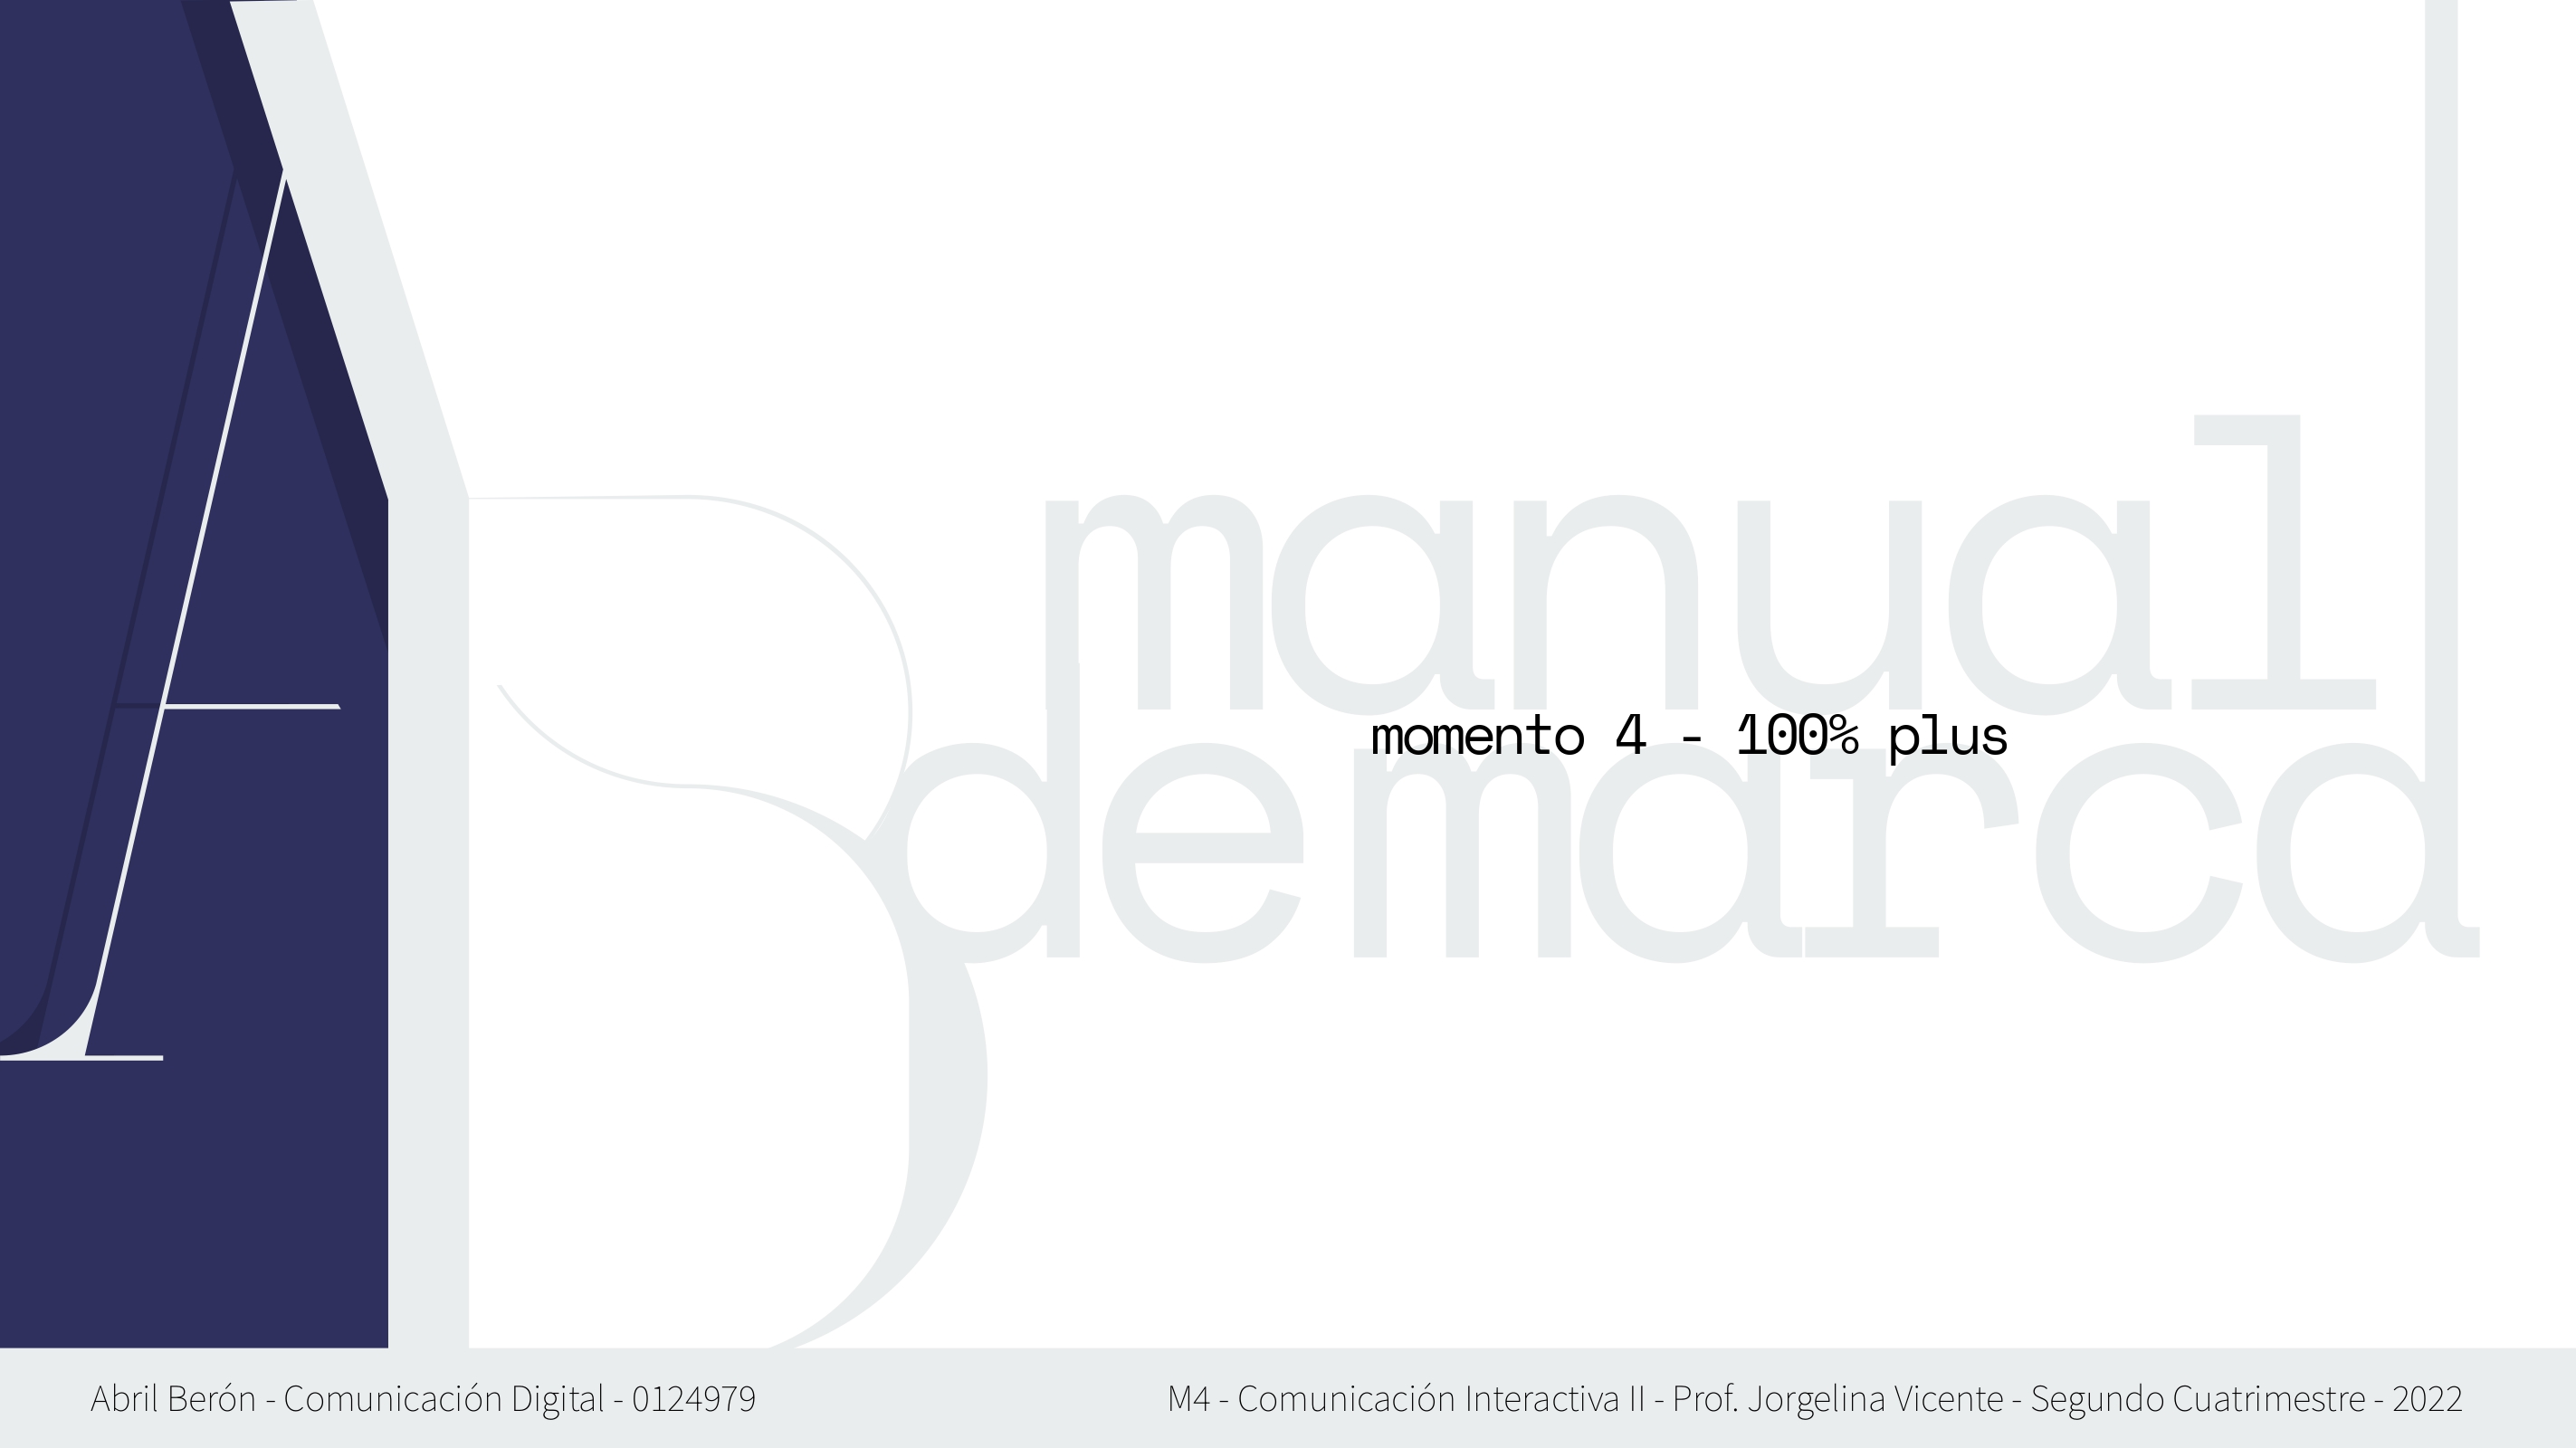 AB
manual
momento 4 - 100% plus
de marca
Abril Berón - Comunicación Digital - 0124979
M4 - Comunicación Interactiva II - Prof. Jorgelina Vicente - Segundo Cuatrimestre - 2022